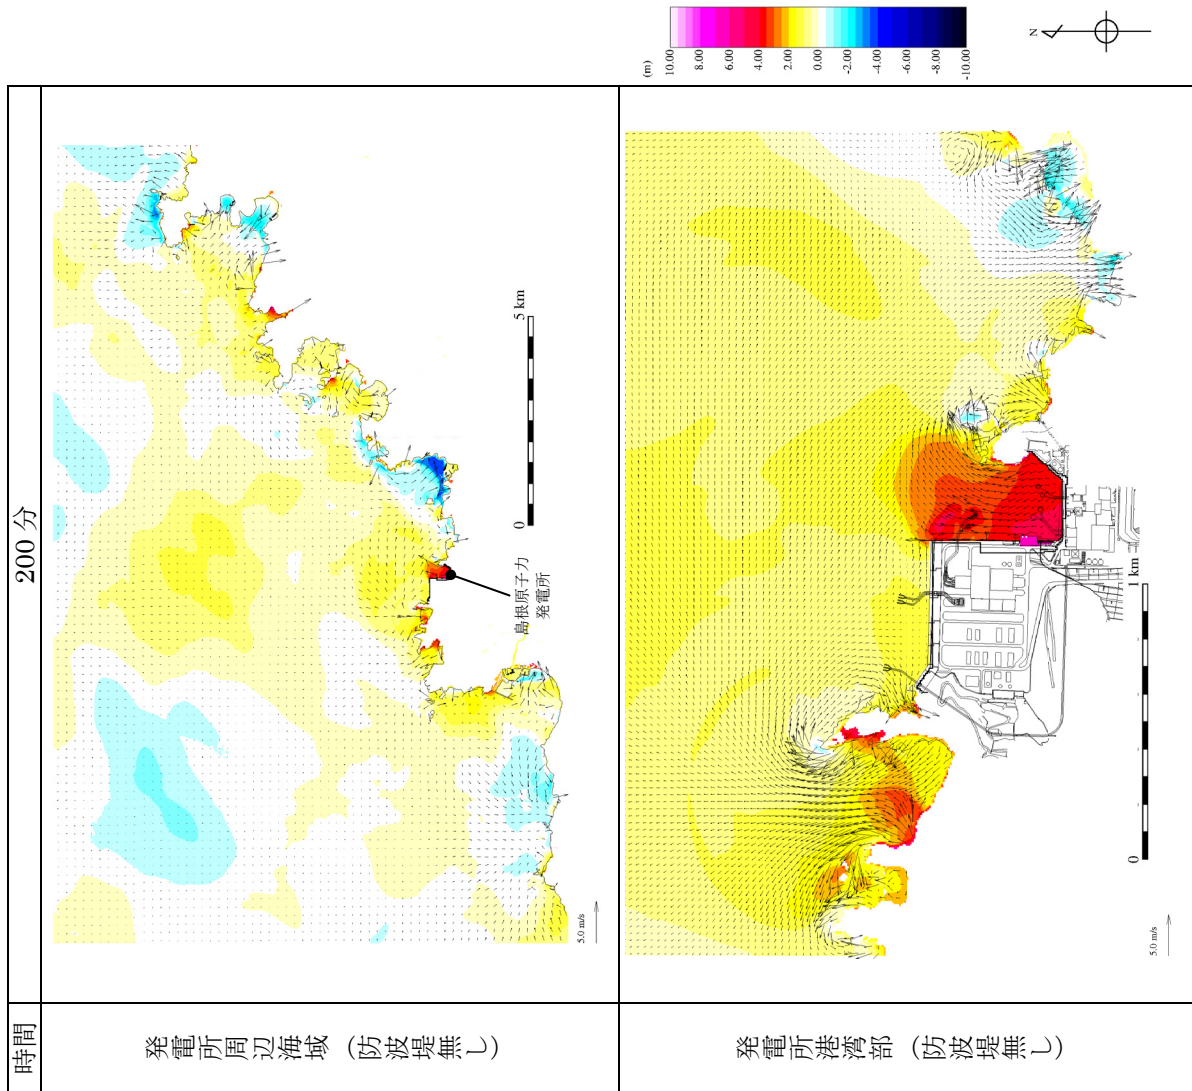 時間
200 分
発電所周辺海域(防波堤無し)
島根原子力
発電所
0
5 km
5.0 m/s
発電所港湾部(防波堤無し)
0
1 km
5.0 m/s
(m)
10.00
8.00
6.00
4.00
2.00
0.00
-2.00
-4.00
-6.00
-8.00
-10.00
N